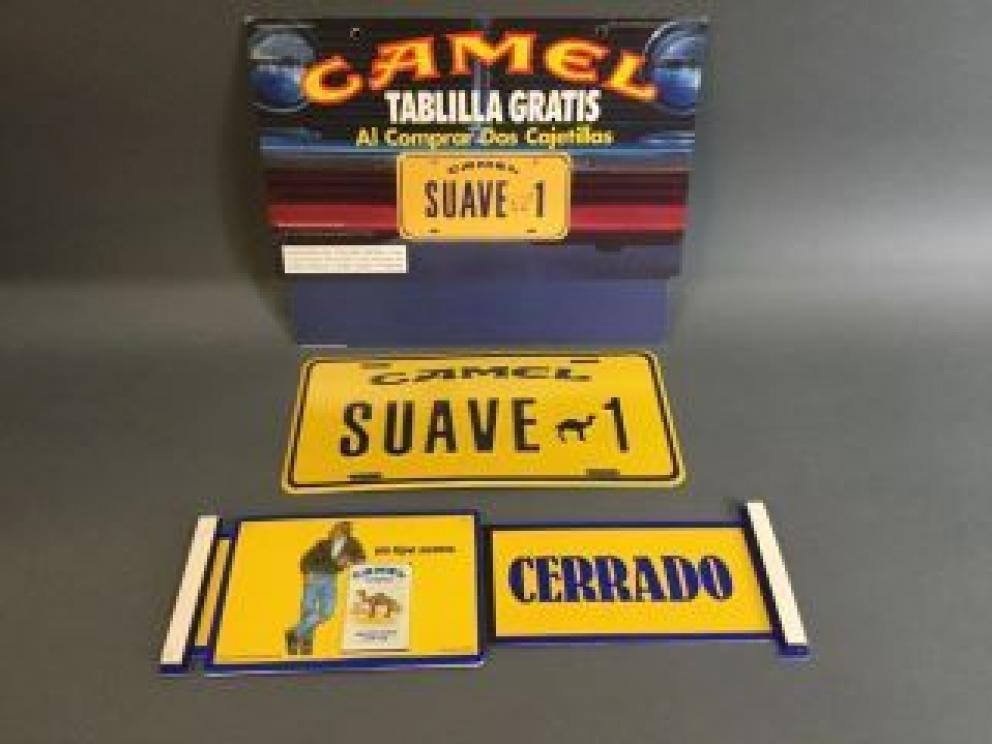 CAMEL
TABLILLA GRATIS
Al Comprar Dos Cajetillas
CAMEL
SUAVE 1
CAMEL
SUAVE 1
CAMEL
CERRADO